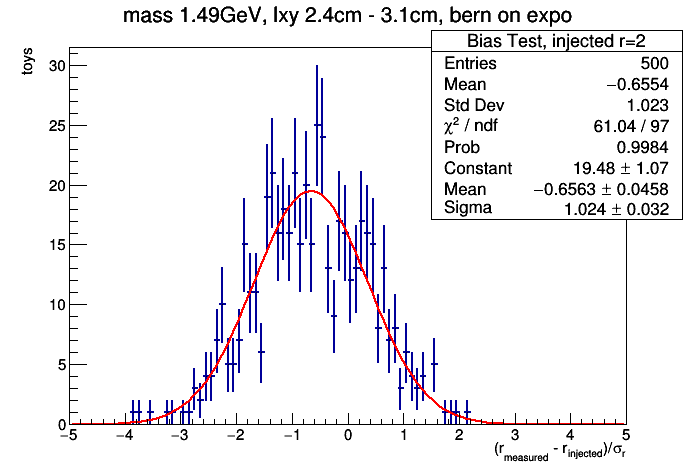 mass 1.49GeV, lxy 2.4cm - 3.1cm, bern on expo
Bias Test, injected r=2
Entries 500
Mean −0.6554
Std Dev 1.023
χ² / ndf 61.04 / 97
Prob 0.9984
Constant 19.48 ± 1.07
Mean −0.6563 ± 0.0458
Sigma 1.024 ± 0.032
toys
30
25
20
15
10
5
0
−5 −4 −3 −2 −1 0 1 2 3 4 5
(r_measured - r_injected)/σ_r